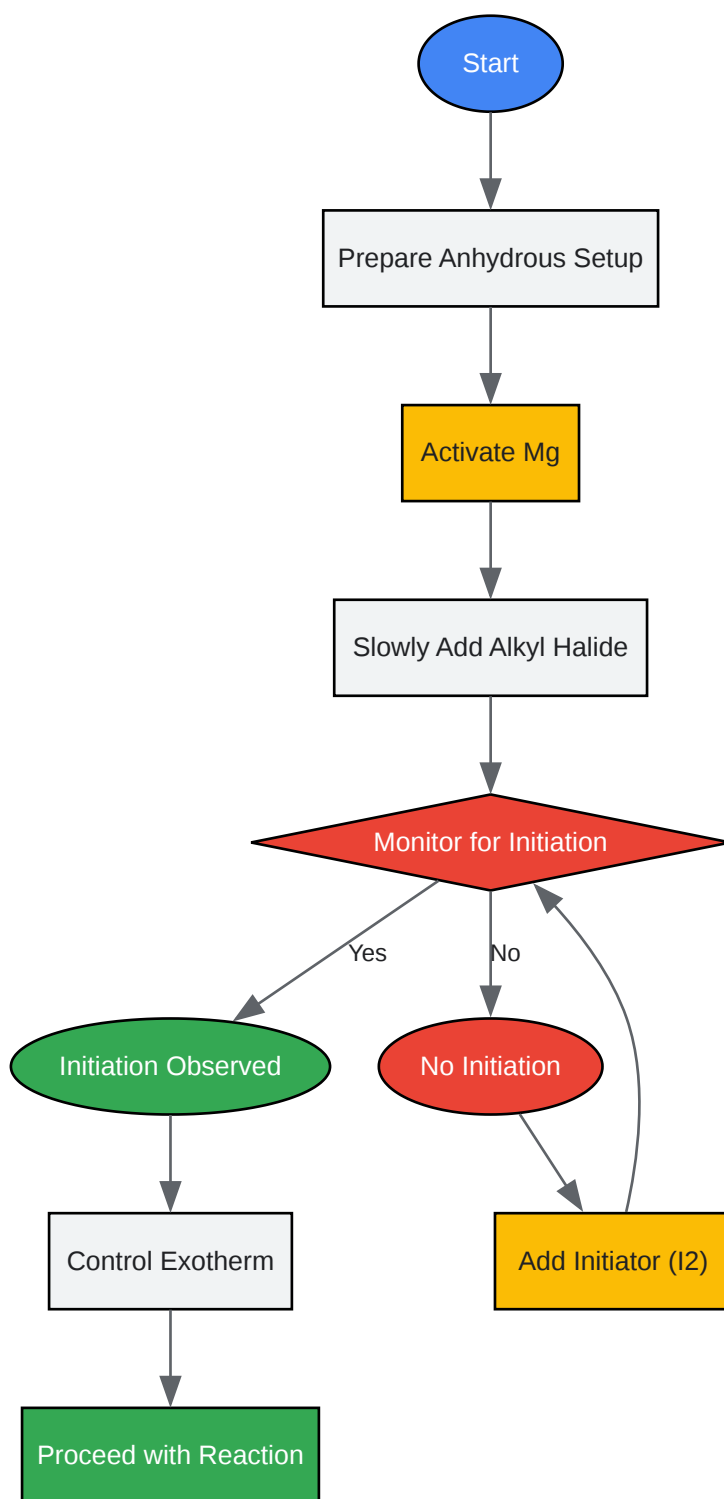 Start
Prepare Anhydrous Setup
Activate Mg
Slowly Add Alkyl Halide
Monitor for Initiation
Yes
No
Initiation Observed
No Initiation
Control Exotherm
Add Initiator (I2)
Proceed with Reaction